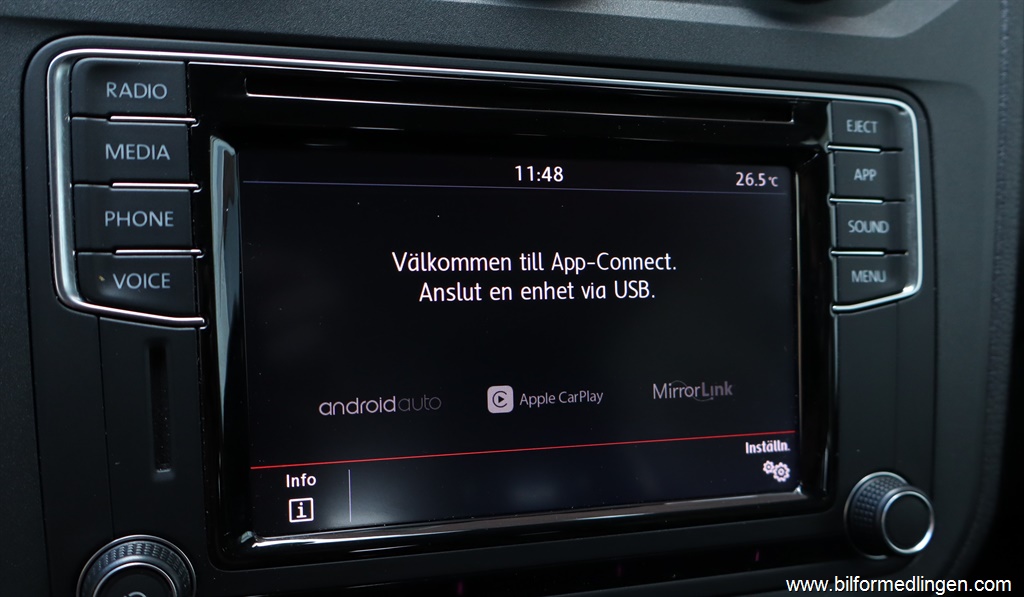 RADIO
MEDIA
PHONE
VOICE
EJECT
APP
SOUND
MENU
11:48
26.5°C
Välkommen till App-Connect.
Anslut en enhet via USB.
androidauto
Apple CarPlay
MirrorLink
Info
i
Inställn.
www.bilformedlingen.com